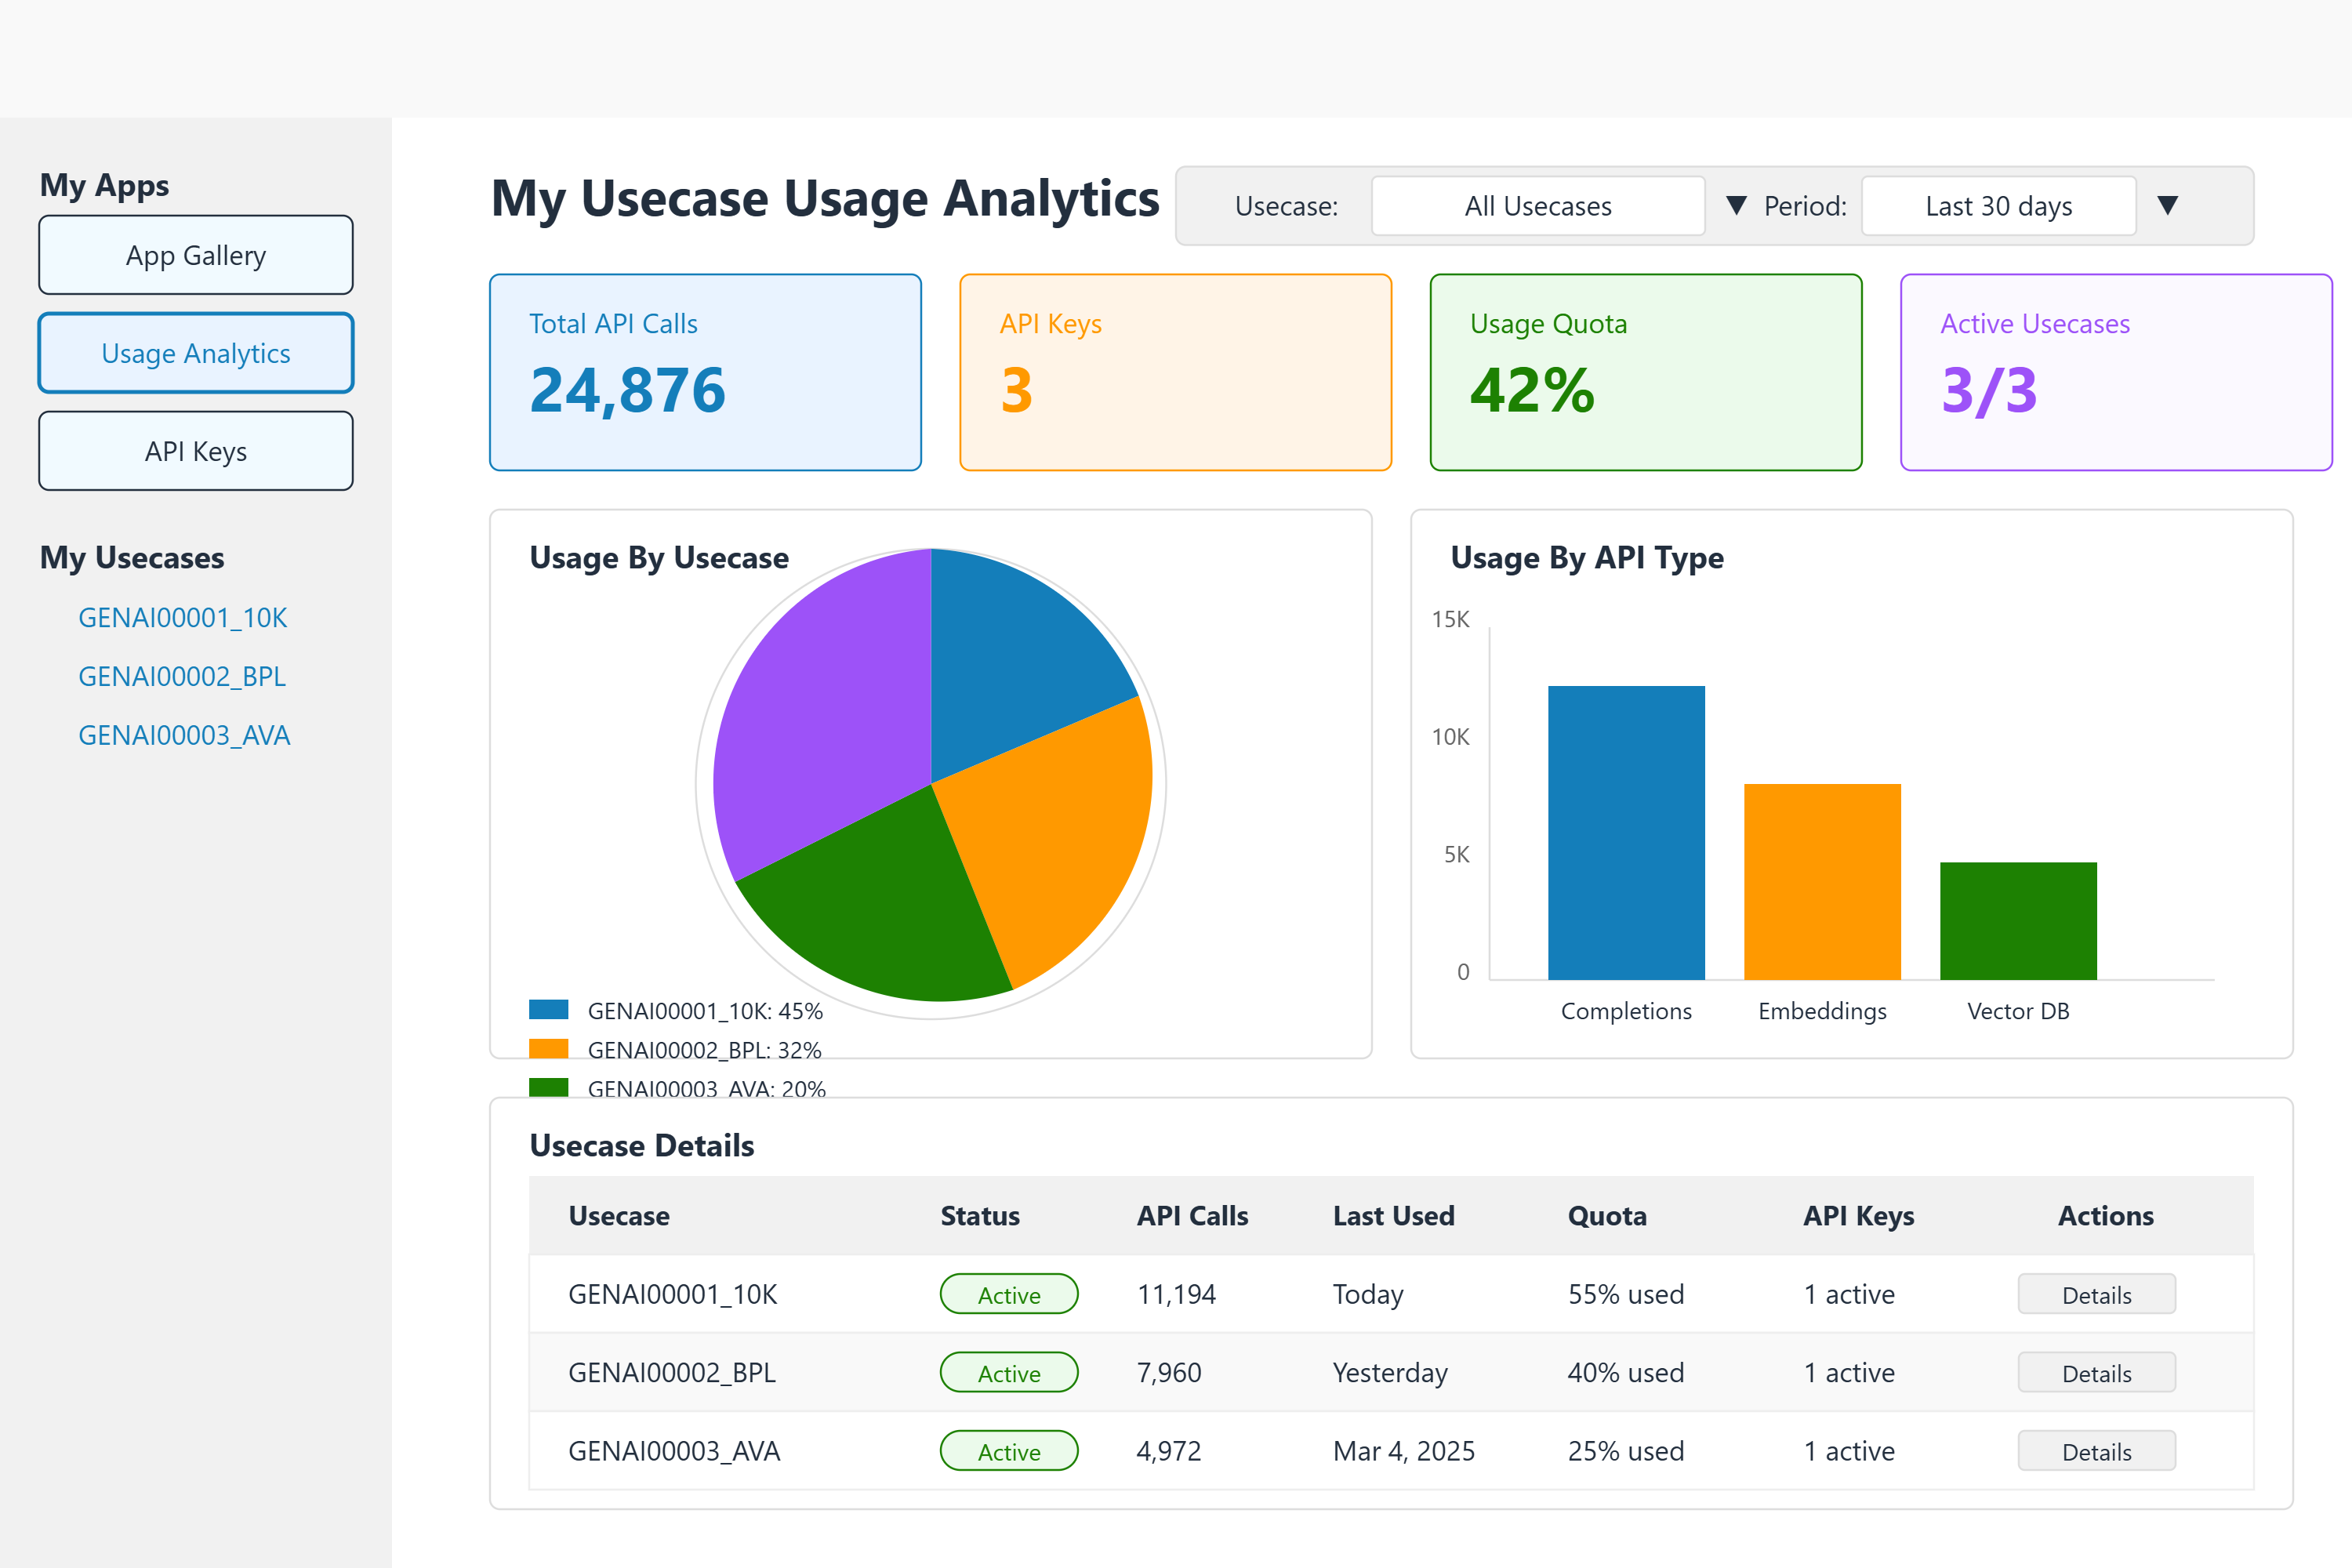 My Apps
App Gallery
Usage Analytics
API Keys
My Usecases
GENAI00001_10K
GENAI00002_BPL
GENAI00003_AVA
My Usecase Usage Analytics
Usecase: All Usecases ▼ Period: Last 30 days ▼
Total API Calls
24,876
API Keys
3
Usage Quota
42%
Active Usecases
3/3
Usage By Usecase
GENAI00001_10K: 45%
GENAI00002_BPL: 32%
GENAI00003_AVA: 20%
Usage By API Type
15K
10K
5K
0
Completions Embeddings Vector DB
Usecase Details
Usecase Status API Calls Last Used Quota API Keys Actions
GENAI00001_10K Active 11,194 Today 55% used 1 active Details
GENAI00002_BPL Active 7,960 Yesterday 40% used 1 active Details
GENAI00003_AVA Active 4,972 Mar 4, 2025 25% used 1 active Details